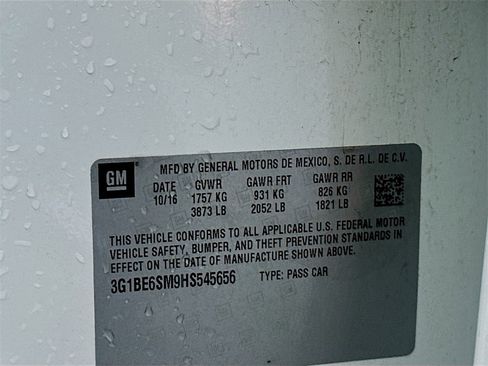 GM
MFD BY GENERAL MOTORS DE MEXICO, S. DE R.L. DE C.V.
DATE GVWR GAWR FRT GAWR RR
10/16 1757 KG 931 KG 826 KG
3873 LB 2052 LB 1821 LB
THIS VEHICLE CONFORMS TO ALL APPLICABLE U.S. FEDERAL MOTOR
VEHICLE SAFETY, BUMPER, AND THEFT PREVENTION STANDARDS IN
EFFECT ON THE DATE OF MANUFACTURE SHOWN ABOVE.
3G1BE6SM9HS545656 TYPE: PASS CAR